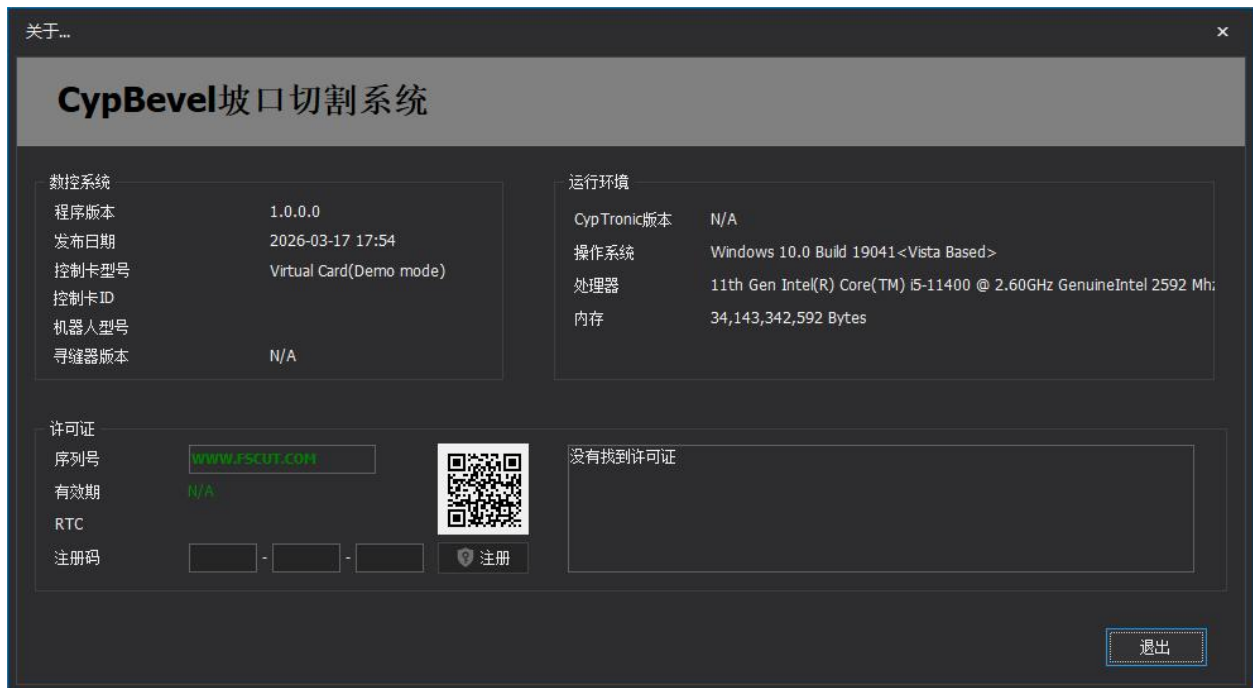 关于...
×
CypBevel坡口切割系统
数控系统
程序版本 1.0.0.0
发布日期 2026-03-17 17:54
控制卡型号 Virtual Card(Demo mode)
控制卡ID
机器人型号
寻缝器版本 N/A
运行环境
CypTronic版本 N/A
操作系统 Windows 10.0 Build 19041<Vista Based>
处理器 11th Gen Intel(R) Core(TM) i5-11400 @ 2.60GHz GenuineIntel 2592 Mhz
内存 34,143,342,592 Bytes
许可证
序列号 WWW.FSCUT.COM
有效期 N/A
RTC
注册码 - -
注册
没有找到许可证
退出